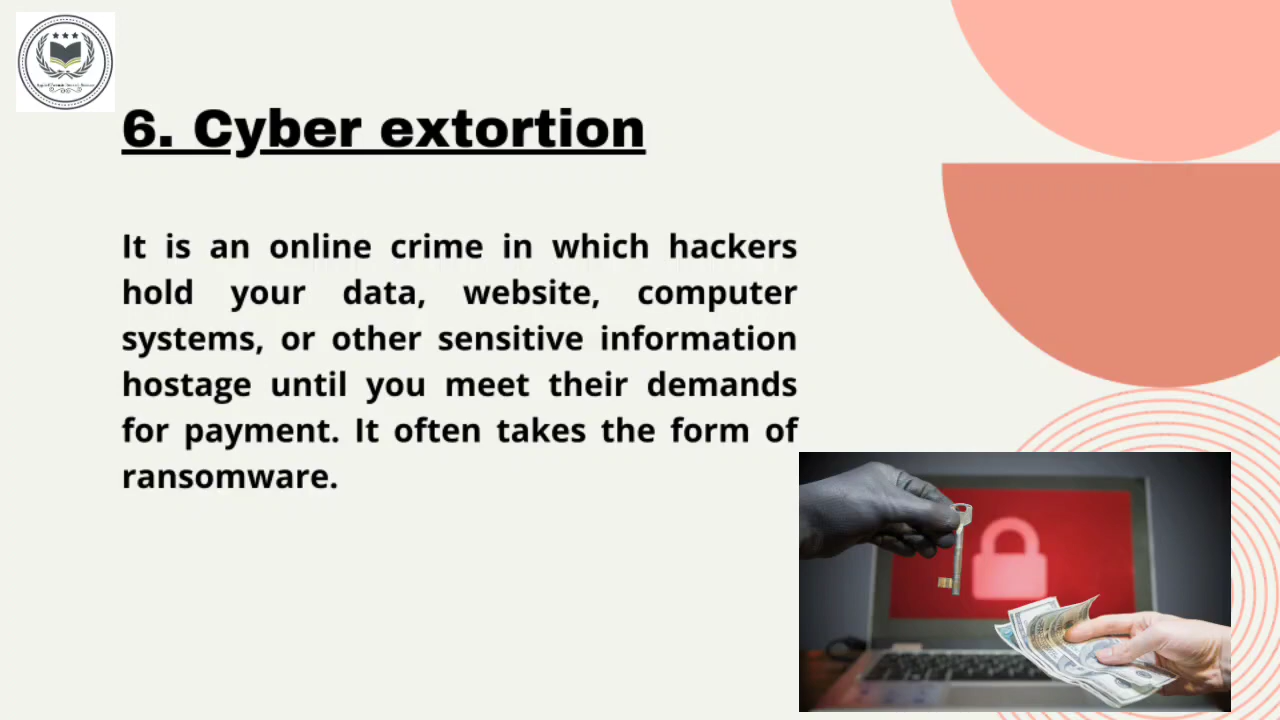 6. Cyber extortion
It is an online crime in which hackers
hold your data, website, computer
systems, or other sensitive information
hostage until you meet their demands
for payment. It often takes the form of
ransomware.